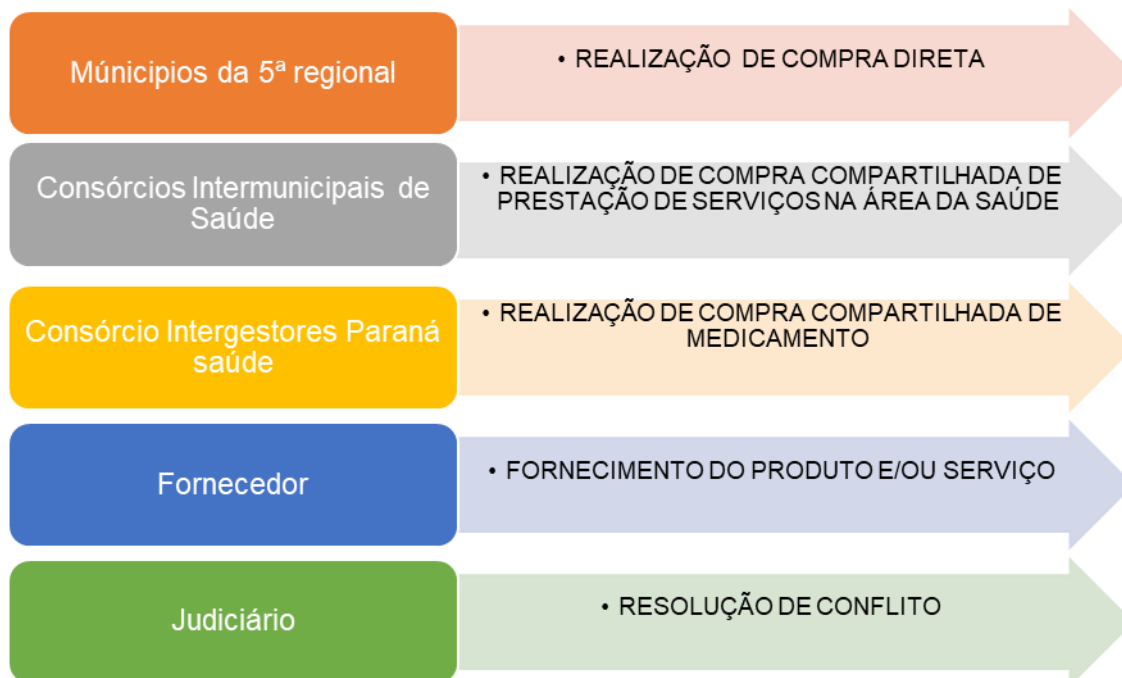 Múnicipios da 5ª regional
• REALIZAÇÃO DE COMPRA DIRETA
Consórcios Intermunicipais de
Saúde
• REALIZAÇÃO DE COMPRA COMPARTILHADA DE
PRESTAÇÃO DE SERVIÇOS NA ÁREA DA SAÚDE
Consórcio Intergestores Paraná
saúde
• REALIZAÇÃO DE COMPRA COMPARTILHADA DE
MEDICAMENTO
Fornecedor
• FORNECIMENTO DO PRODUTO E/OU SERVIÇO
Judiciário
• RESOLUÇÃO DE CONFLITO